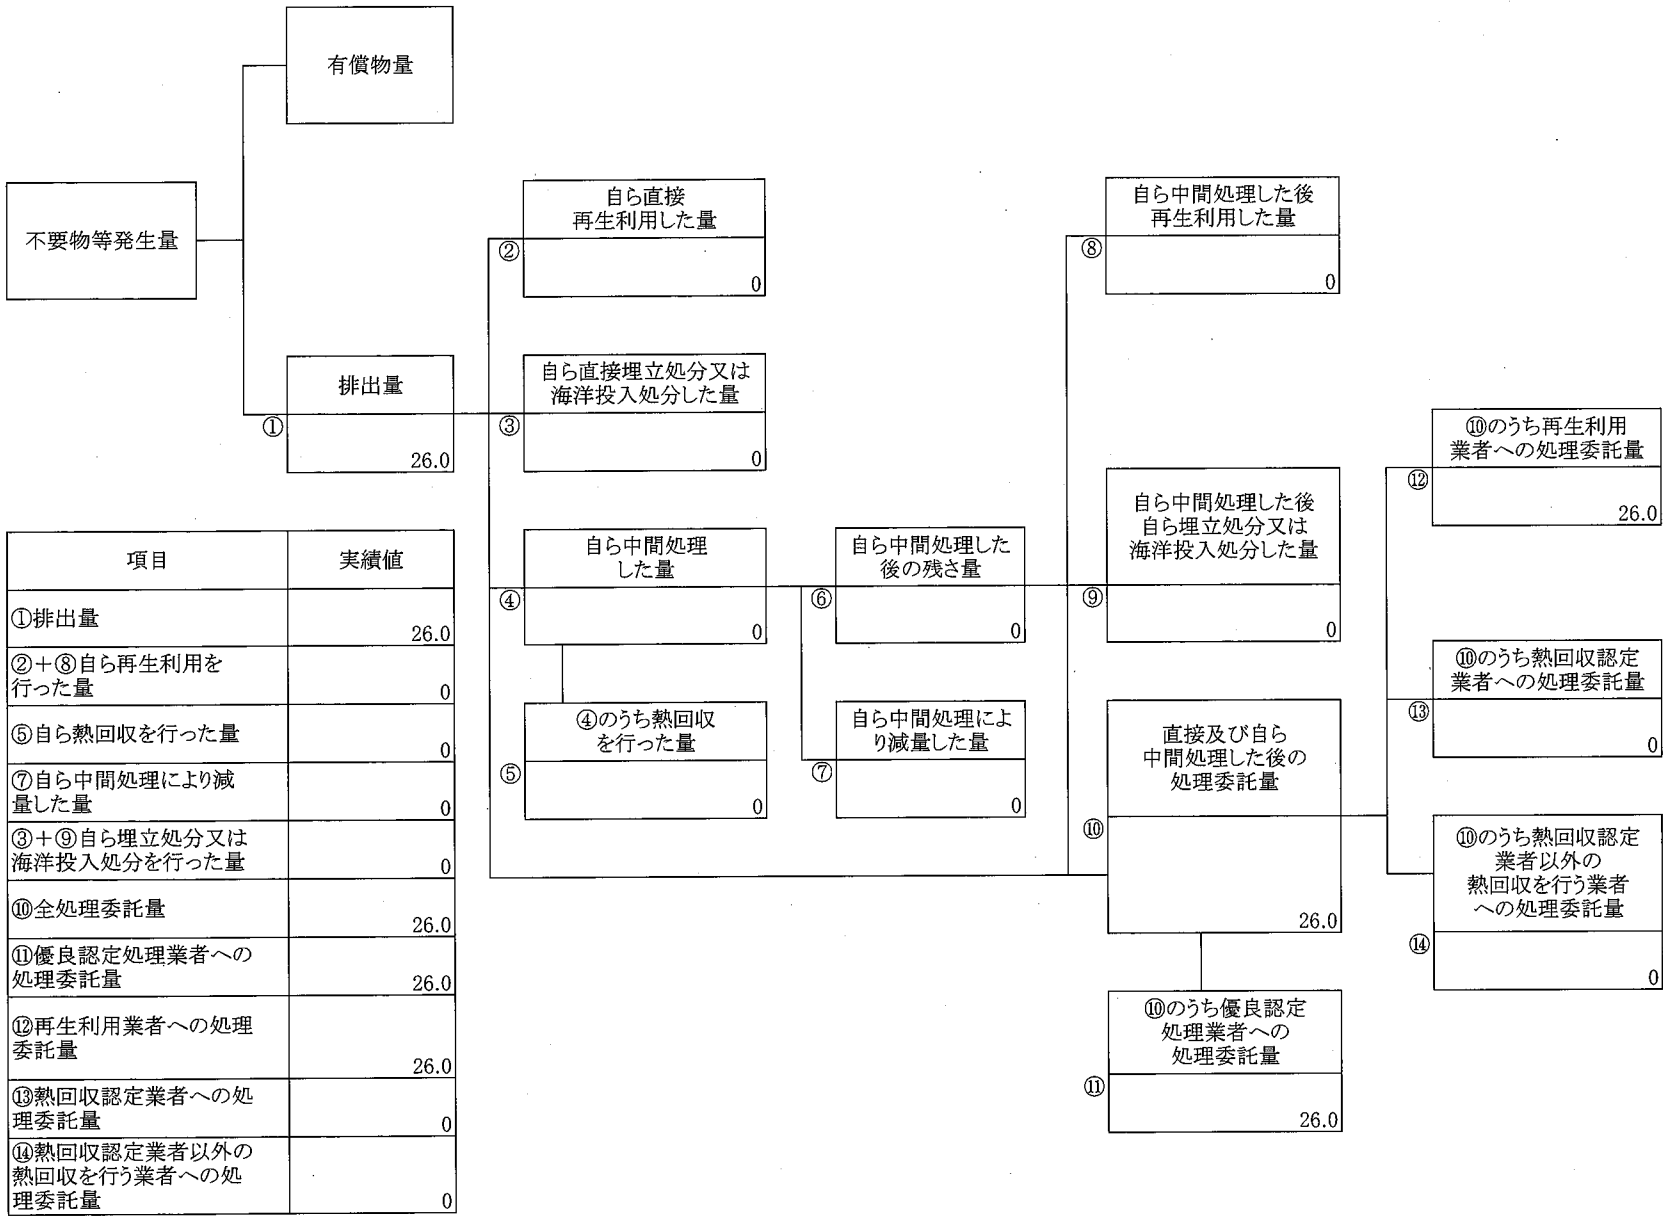 有償物量
不要物等発生量
排出量
①
26.0
自ら直接
再生利用した量
②
0
自ら直接埋立処分又は
海洋投入処分した量
③
0
自ら中間処理
した量
④
0
④のうち熱回収
を行った量
⑤
0
自ら中間処理した
後の残さ量
⑥
0
自ら中間処理によ
り減量した量
⑦
0
自ら中間処理した後
再生利用した量
⑧
0
自ら中間処理した後
自ら埋立処分又は
海洋投入処分した量
⑨
0
直接及び自ら
中間処理した後の
処理委託量
⑩
26.0
⑩のうち優良認定
処理業者への
処理委託量
⑪
26.0
⑩のうち再生利用
業者への処理委託量
⑫
26.0
⑩のうち熱回収認定
業者への処理委託量
⑬
0
⑩のうち熱回収認定
業者以外の
熱回収を行う業者
への処理委託量
⑭
0
項目 実績値
①排出量
26.0
②+⑧自ら再生利用を
行った量
0
⑤自ら熱回収を行った量
0
⑦自ら中間処理により減
量した量
0
③+⑨自ら埋立処分又は
海洋投入処分を行った量
0
⑩全処理委託量
26.0
⑪優良認定処理業者への
処理委託量
26.0
⑫再生利用業者への処理
委託量
26.0
⑬熱回収認定業者への処
理委託量
0
⑭熱回収認定業者以外の
熱回収を行う業者への処
理委託量
0